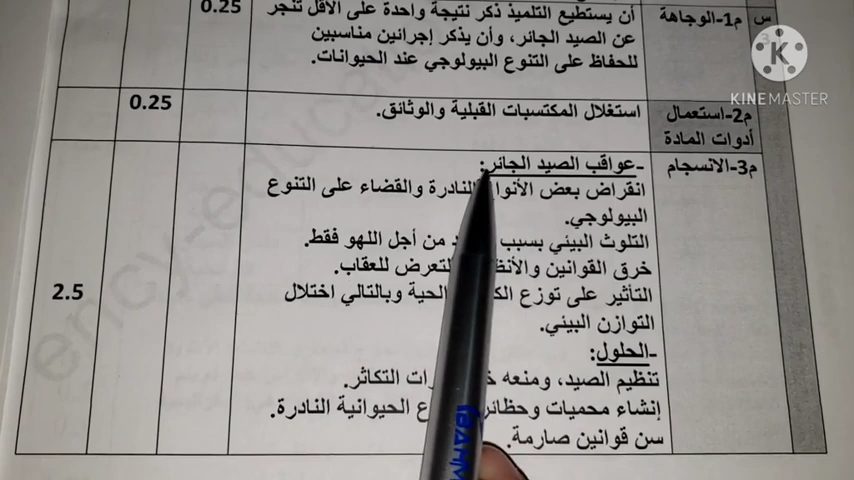 س
م1-الوجاهة
أن يستطيع التلميذ ذكر نتيجة واحدة على الأقل تنجر
عن الصيد الجائر، وأن يذكر إجرائين مناسبين
للحفاظ على التنوع البيولوجي عند الحيوانات.
0.25
م2-استعمال
أدوات المادة
استغلال المكتسبات القبلية والوثائق.
0.25
م3-الانسجام
-عواقب الصيد الجائر:
انقراض بعض الأنواع النادرة والقضاء على التنوع
البيولوجي.
التلوث البيئي بسبب من أجل اللهو فقط.
خرق القوانين التعرض للعقاب.
التأثير على توزع الحية وبالتالي اختلال
التوازن البيئي.
-الحلول:
تنظيم الصيد، ومنعه التكاثر.
إنشاء محميات وحظائر الحيوانية النادرة.
سن قوانين صارمة.
2.5
K
KINEMASTER
ency-educa